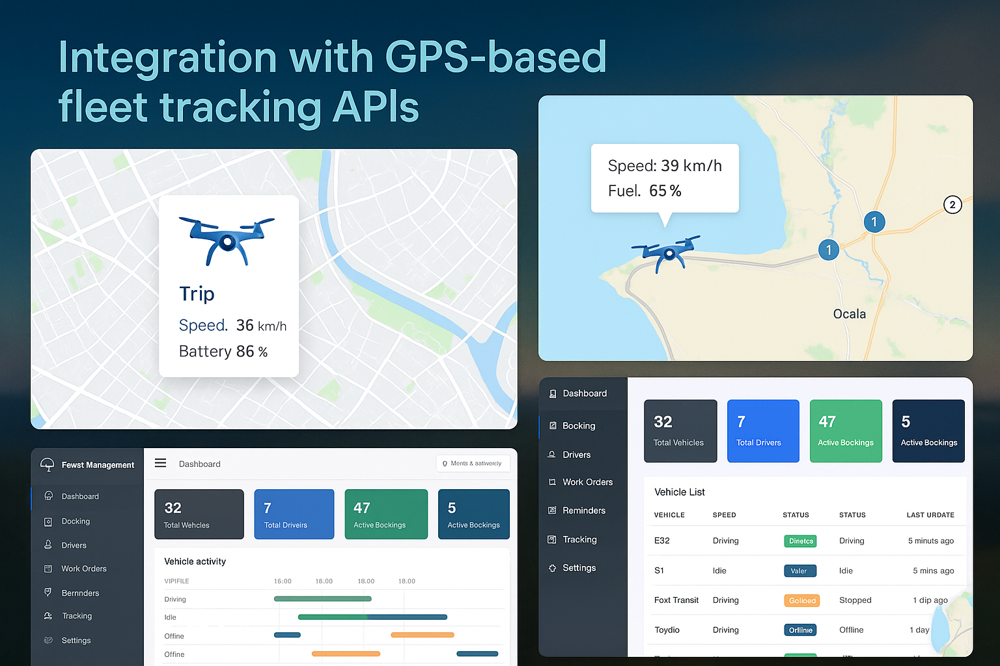 Integration with GPS-based
fleet tracking APIs
Trip
Speed. 36 km/h
Battery 86 %
Speed: 39 km/h
Fuel. 65 %
2
1
1
Ocala
Fewst Management
Dashboard
Docking
Drivers
Work Orders
Bernnders
Tracking
Settings
Dashboard
32
Total Wehcles
7
Total Driveirs
47
Active Bockings
5
Active Bockings
Vehicle activity
VIPIFILE 16:00 16:00 18.00 18.00
Driving
Idle
Offine
Offine
Dashboard
Bocking
Drivers
Work Orders
Reminders
Tracking
Settings
32
Total Vehicles
7
Total Drivers
47
Active Bockings
5
Active Bockings
Vehicle List
VEHICLE SPEED STATUS STATUS LAST URDATE
E32 Driving Dinetcs Driving 5 minuts ago
S1 Idie Valer Idie 5 mins ago
Foxt Transit Driving Golioed Stopped 1 dip ago
Toydio Driving Orllinie Offline 1 day